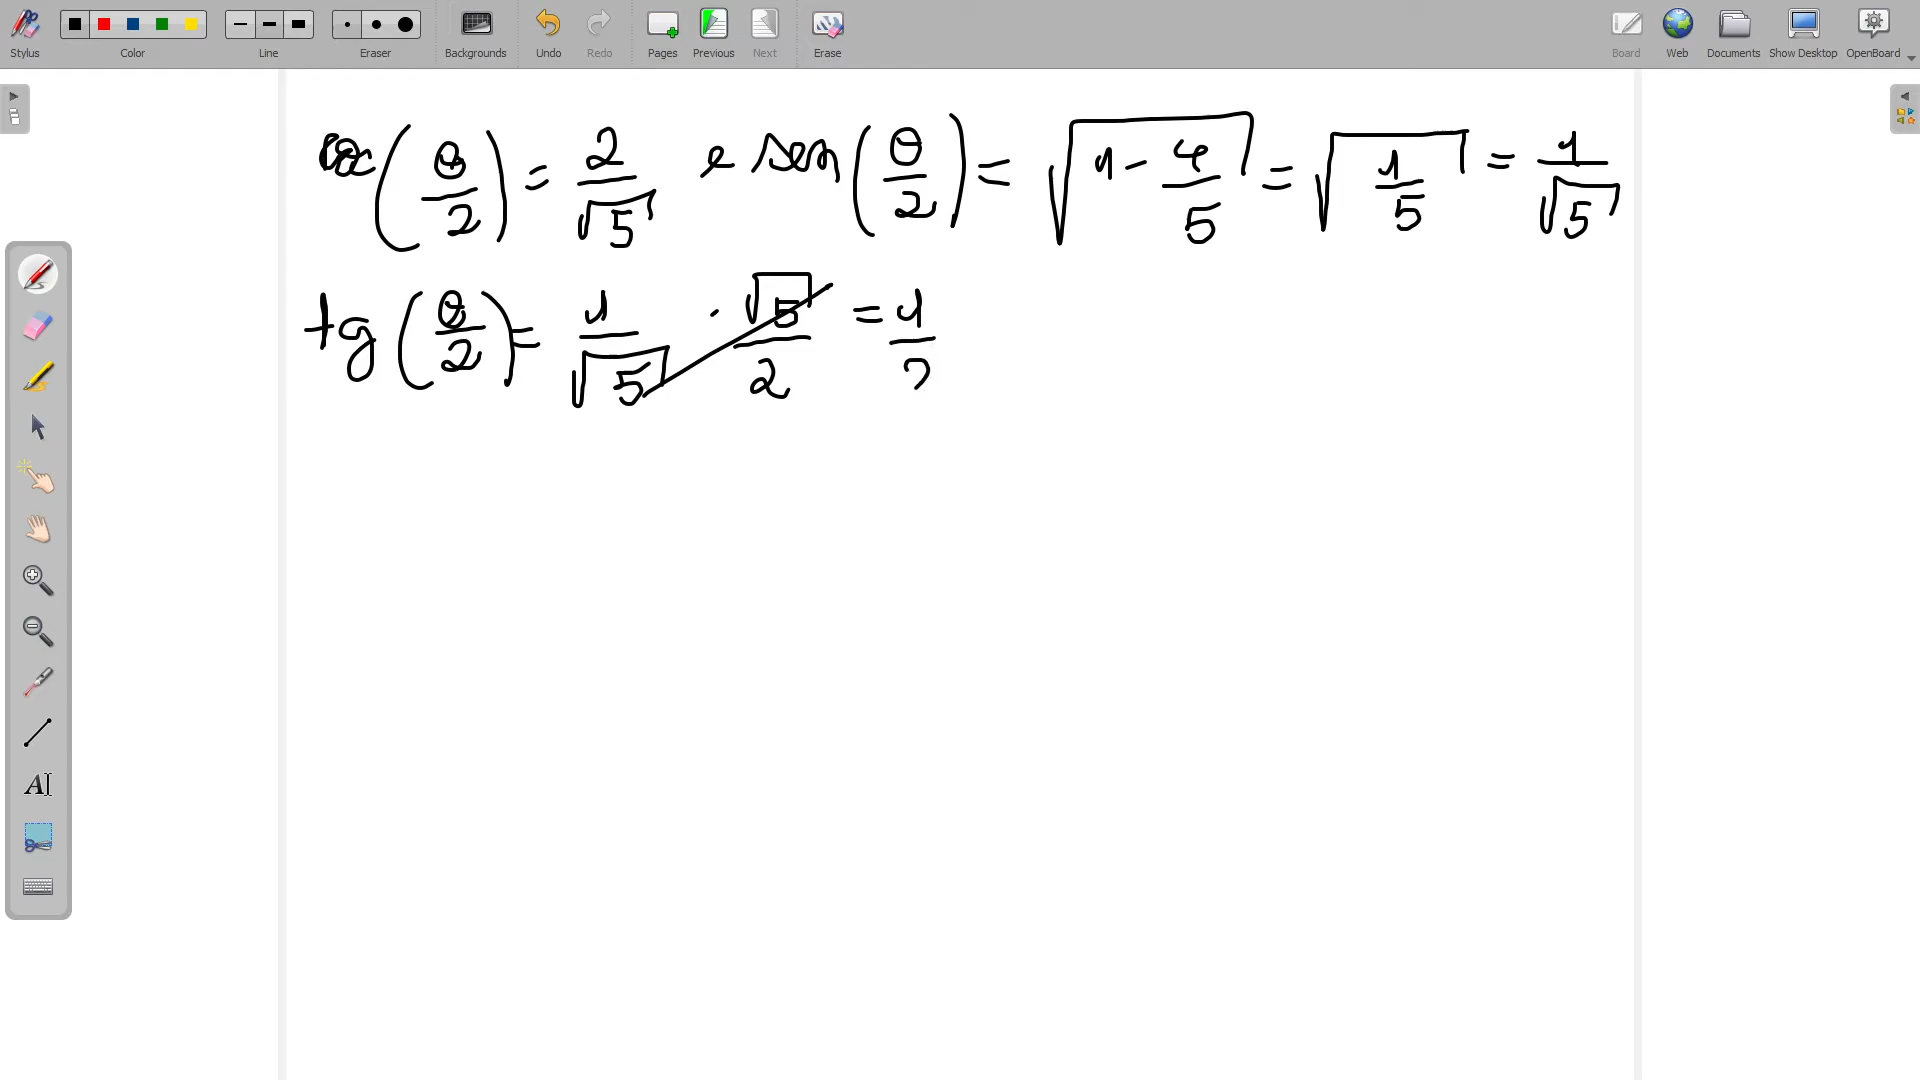 Stylus Color Line Eraser Backgrounds Undo Redo Pages Previous Next Erase Board Web Documents Show Desktop OpenBoard
cos(θ/2) = 2/√5 e sen(θ/2) = √(1 - 4/5) = √(1/5) = 1/√5
tg(θ/2) = 1/√5 · √5/2 = 1/2